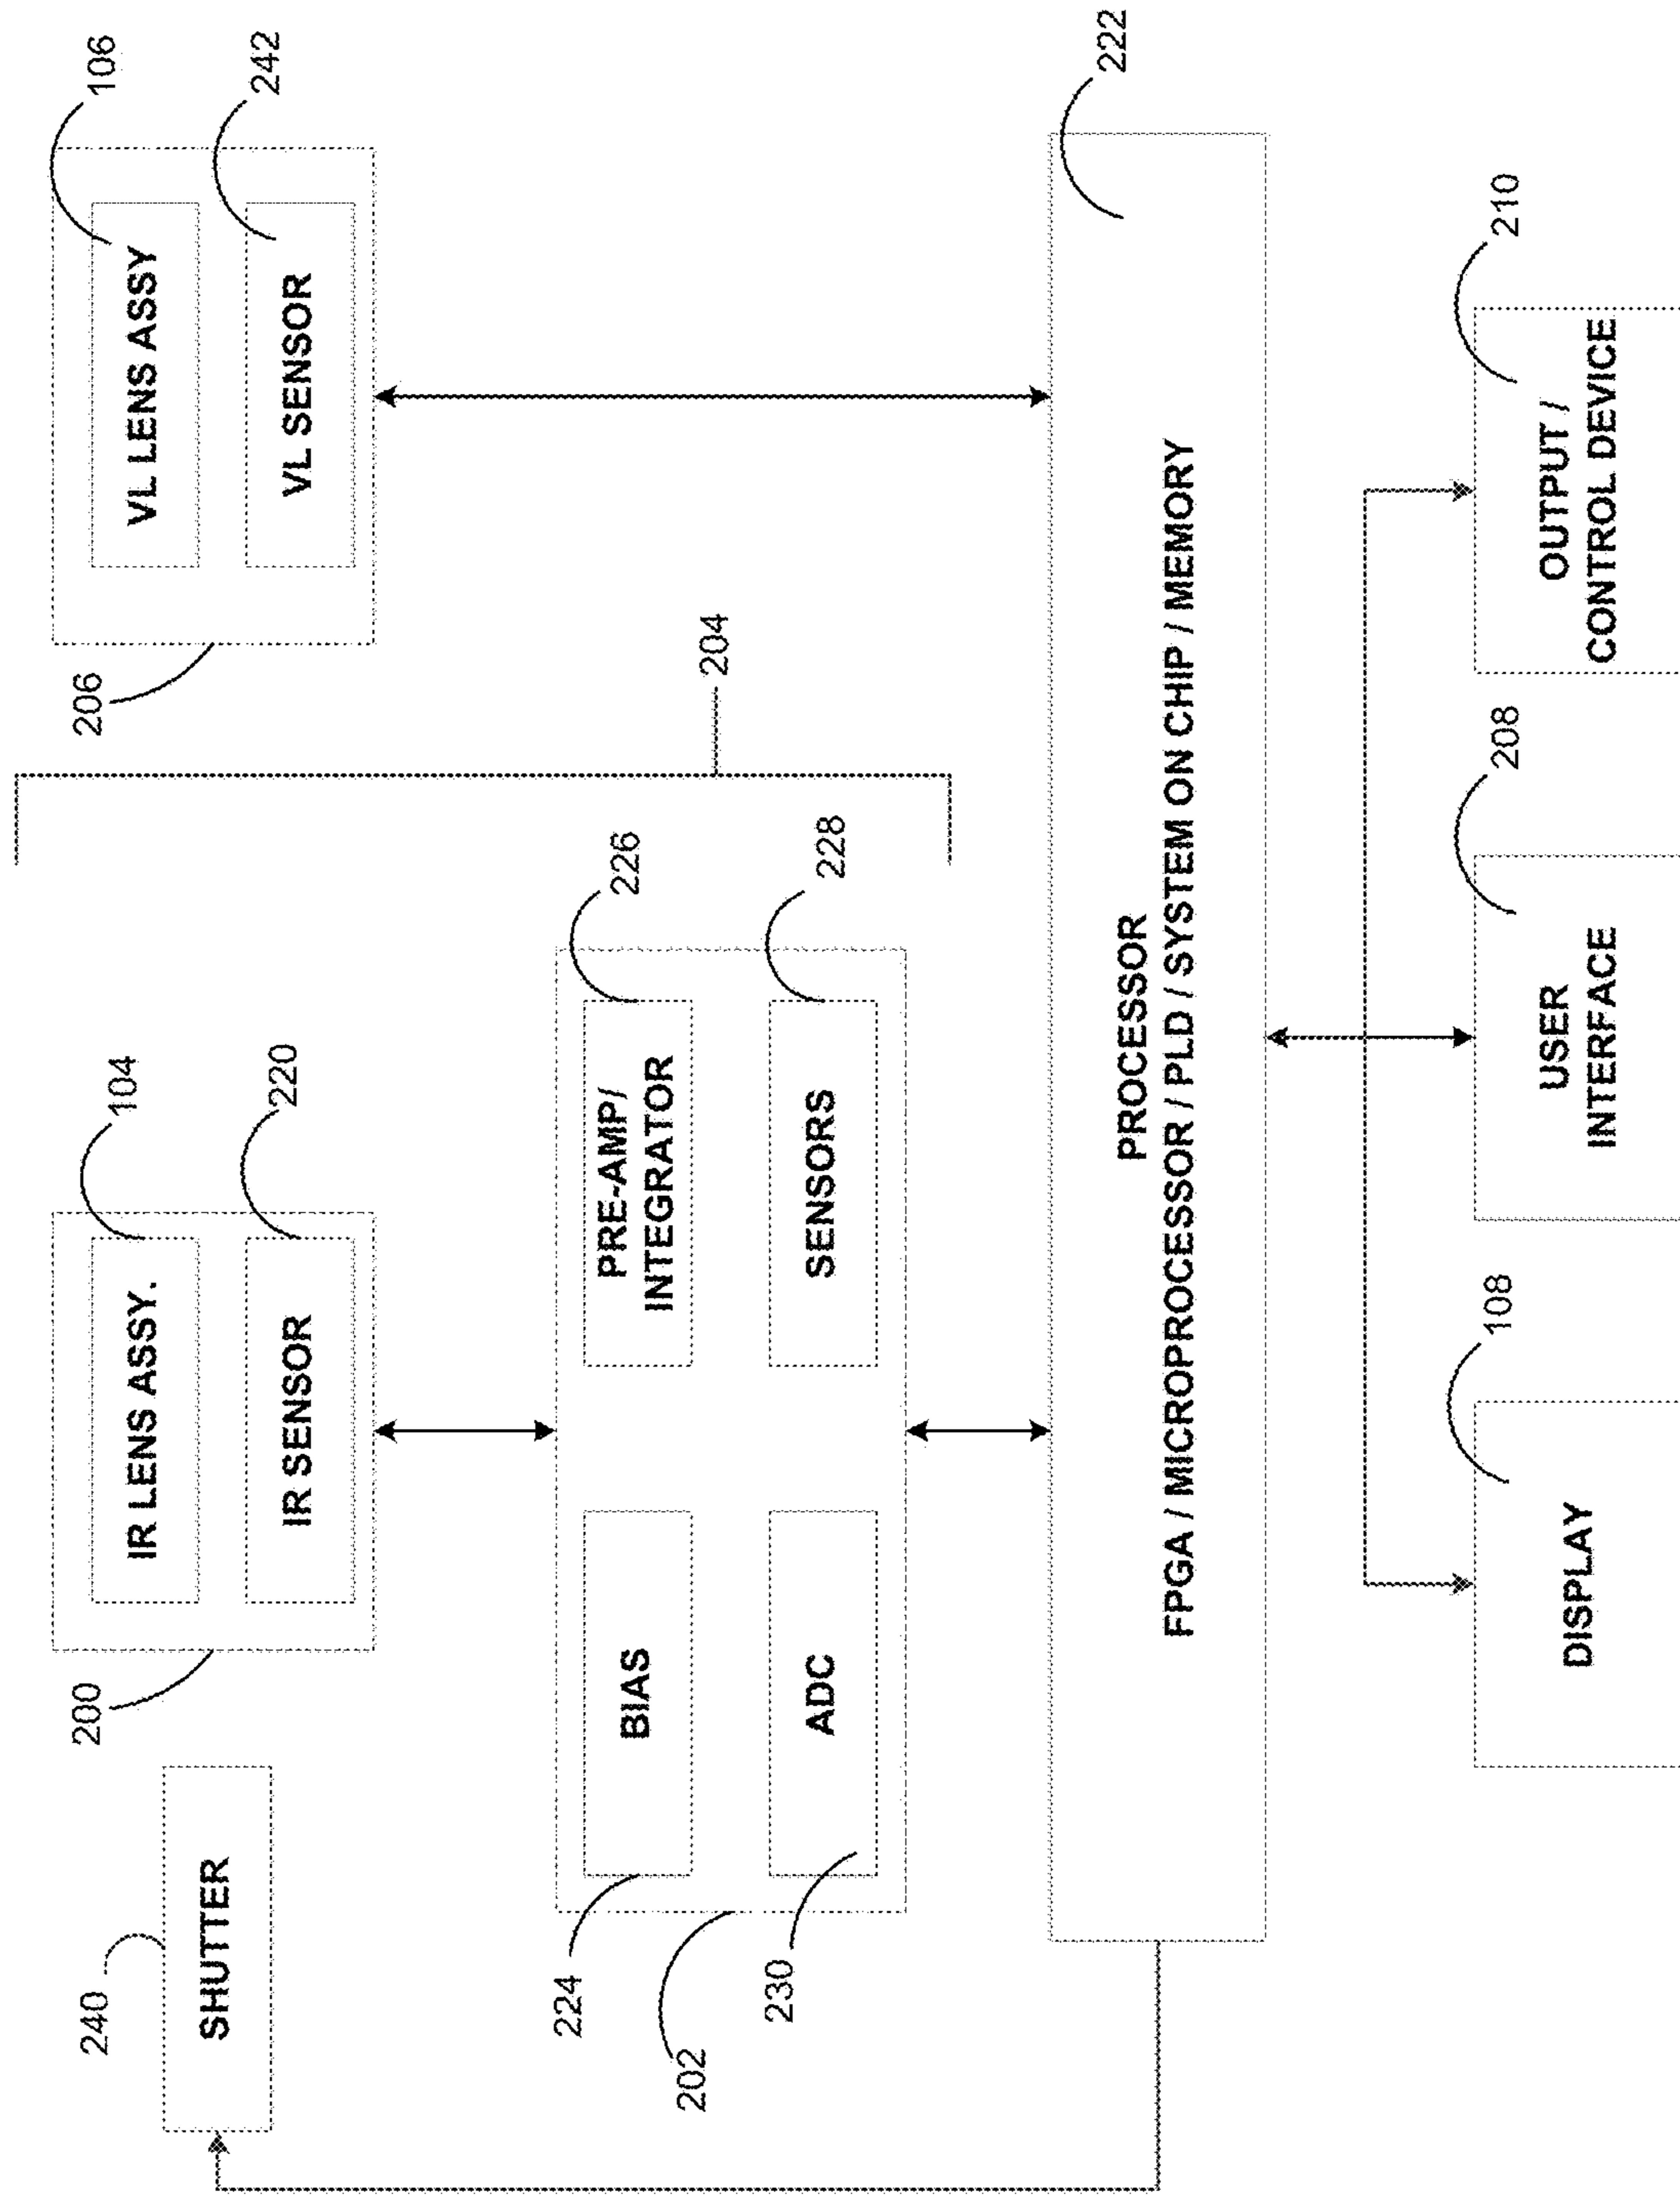 240
SHUTTER
200
IR LENS ASSY.
104
IR SENSOR
220
206
VL LENS ASSY
106
VL SENSOR
242
204
224
BIAS
PRE-AMP/
INTEGRATOR
226
202
230
ADC
SENSORS
228
PROCESSOR
FPGA / MICROPROCESSOR / PLD / SYSTEM ON CHIP / MEMORY
222
DISPLAY
108
USER
INTERFACE
208
OUTPUT /
CONTROL DEVICE
210